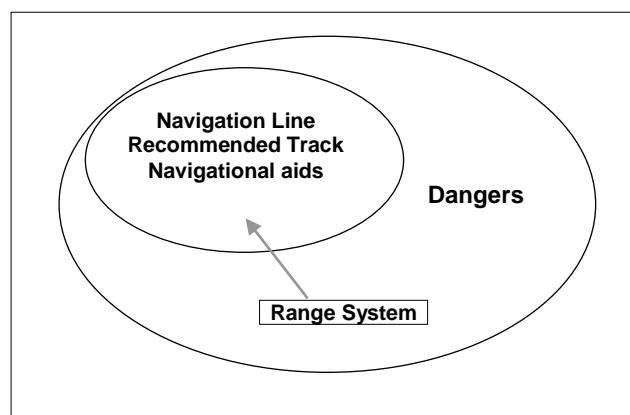 Navigation Line
Recommended Track
Navigational aids
Dangers
Range System